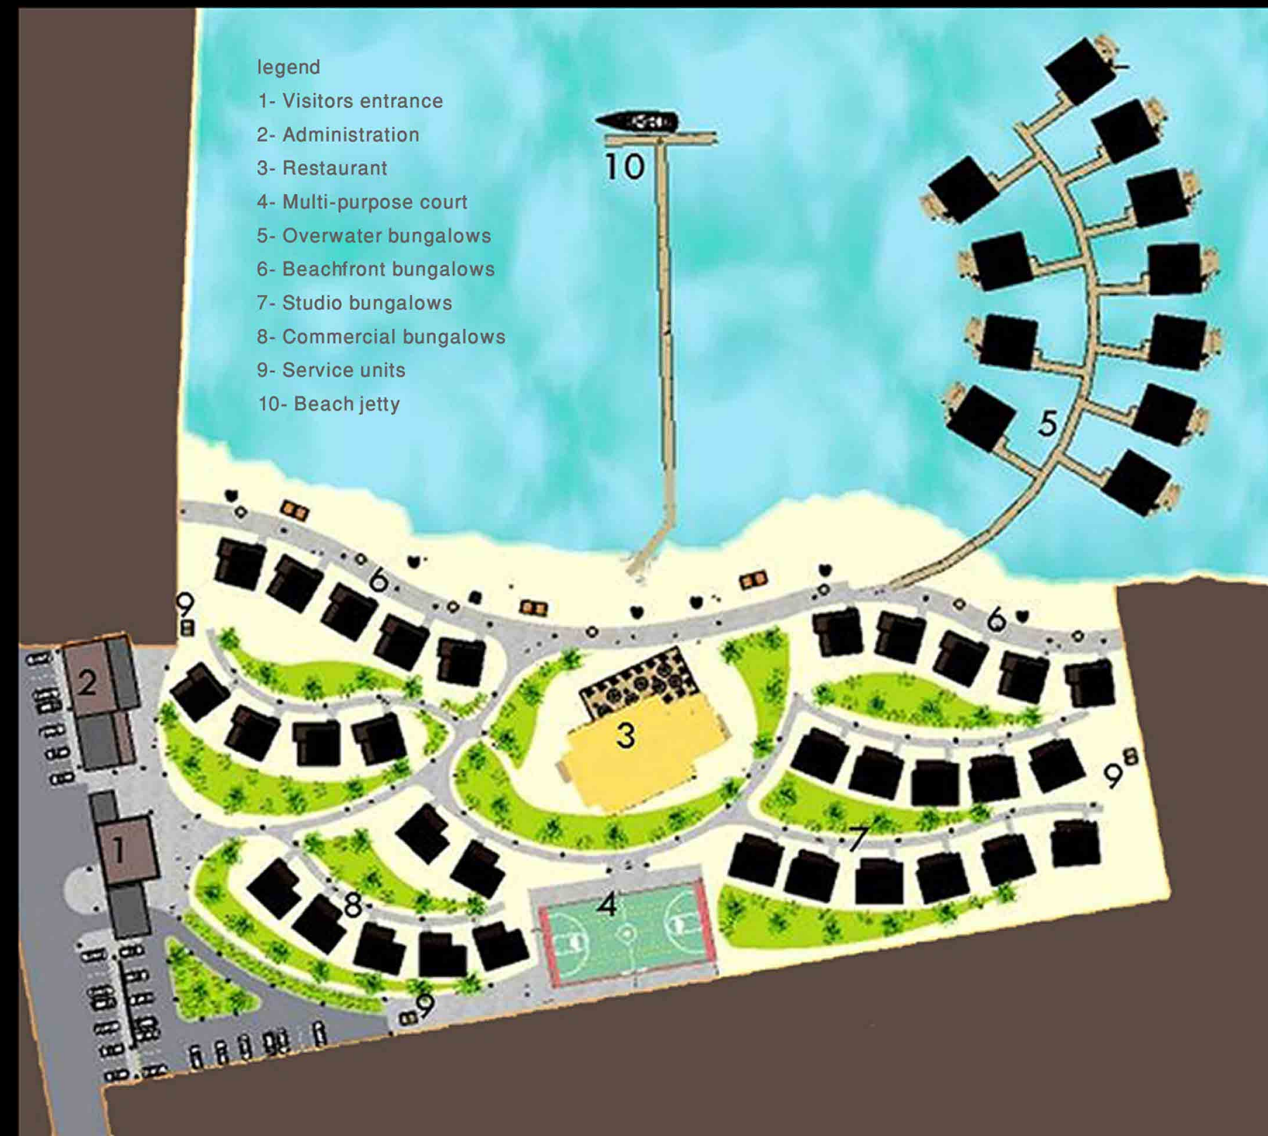 legend
1- Visitors entrance
2- Administration
3- Restaurant
4- Multi-purpose court
5- Overwater bungalows
6- Beachfront bungalows
7- Studio bungalows
8- Commercial bungalows
9- Service units
10- Beach jetty
10
5
6
9
6
2
3
9
7
1
8
4
9